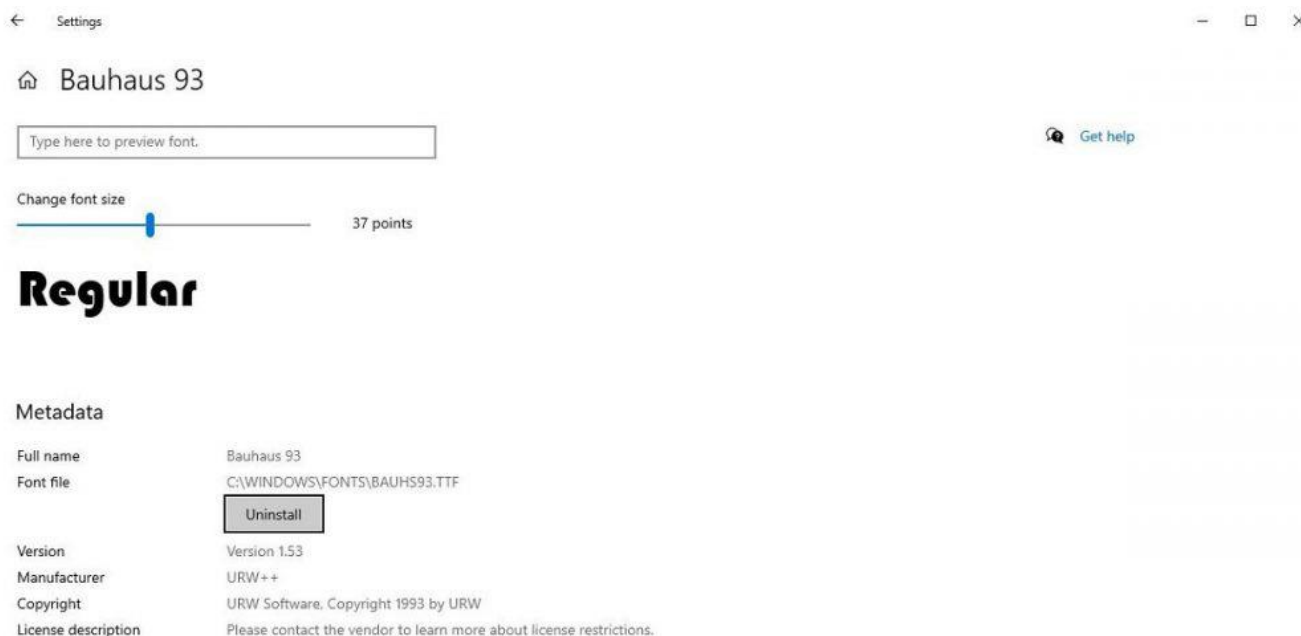 Settings
Bauhaus 93
Type here to preview font.
Get help
Change font size
37 points
Regular
Metadata
Full name Bauhaus 93
Font file C:\WINDOWS\FONTS\BAUHS93.TTF
Uninstall
Version Version 1.53
Manufacturer URW++
Copyright URW Software, Copyright 1993 by URW
License description Please contact the vendor to learn more about license restrictions.